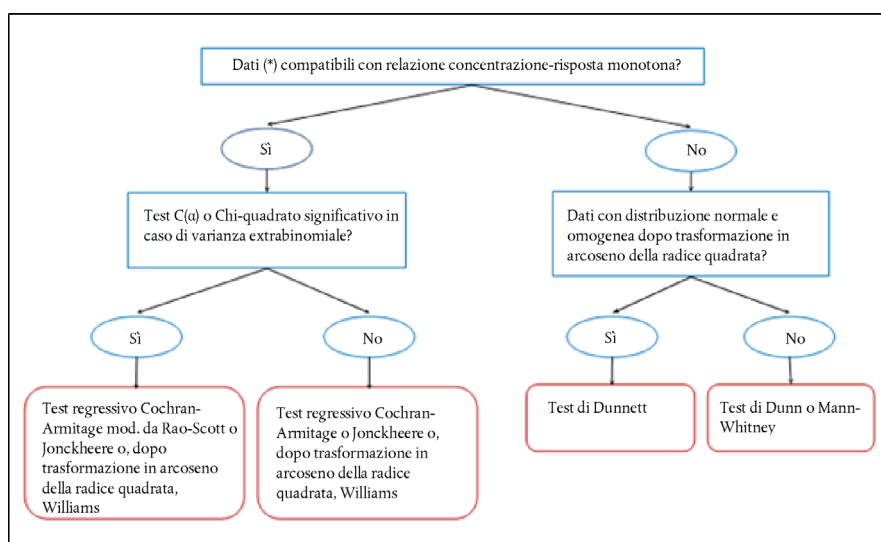 Dati (*) compatibili con relazione concentrazione-risposta monotona?
Sì
No
Test C(α) o Chi-quadrato significativo in
caso di varianza extrabinomiale?
Dati con distribuzione normale e
omogenea dopo trasformazione in
arcoseno della radice quadrata?
Sì
No
Sì
No
Test regressivo Cochran-
Armitage mod. da Rao-Scott o
Jonckheere o, dopo
trasformazione in arcoseno
della radice quadrata,
Williams
Test regressivo Cochran-
Armitage o Jonckheere o,
dopo trasformazione in
arcoseno della radice
quadrata, Williams
Test di Dunnett
Test di Dunn o Mann-
Whitney